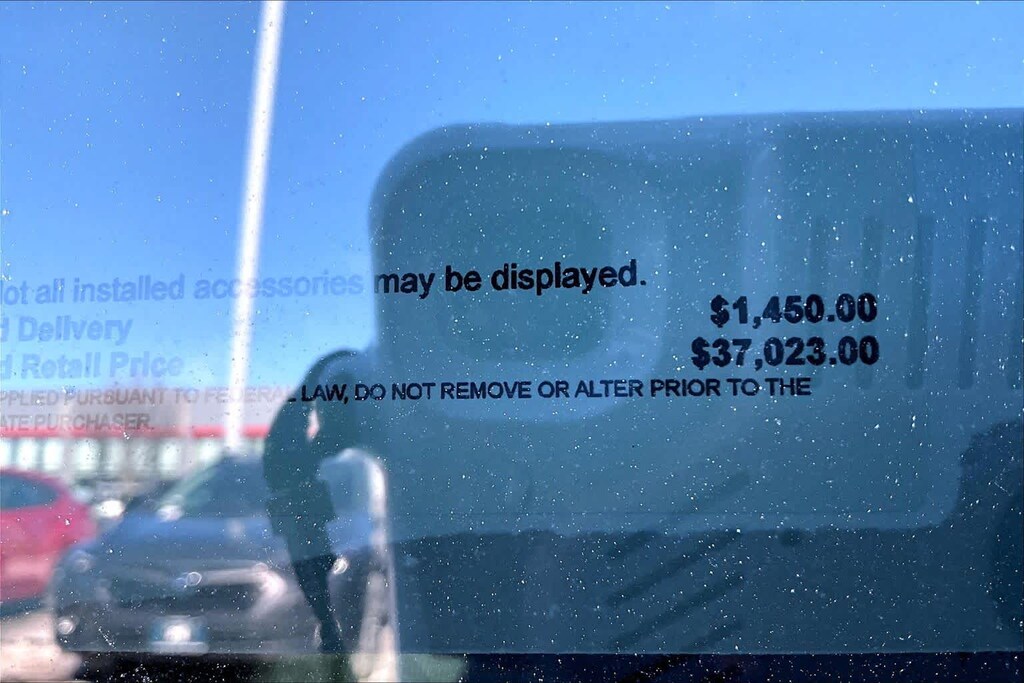 ot all installed accessories may be displayed.
d Delivery $1,450.00
d Retail Price $37,023.00
PPLIED PURSUANT TO FEDERAL LAW, DO NOT REMOVE OR ALTER PRIOR TO THE
ATE PURCHASER.